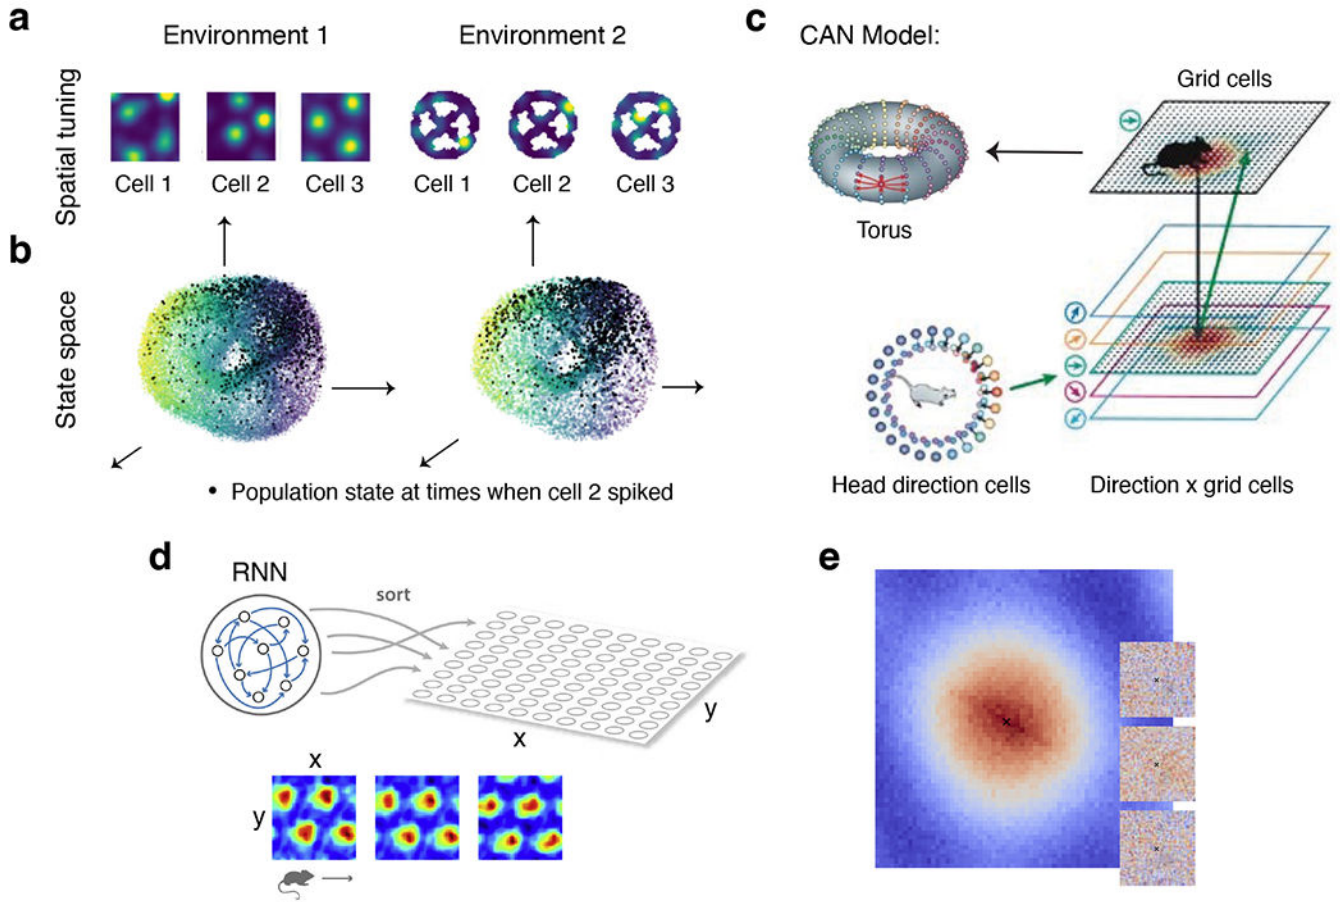 a
Environment 1
Environment 2
Spatial tuning
Cell 1
Cell 2
Cell 3
Cell 1
Cell 2
Cell 3
b
State space
• Population state at times when cell 2 spiked
c
CAN Model:
Grid cells
Torus
Head direction cells
Direction x grid cells
d
RNN
sort
x
y
x
y
e